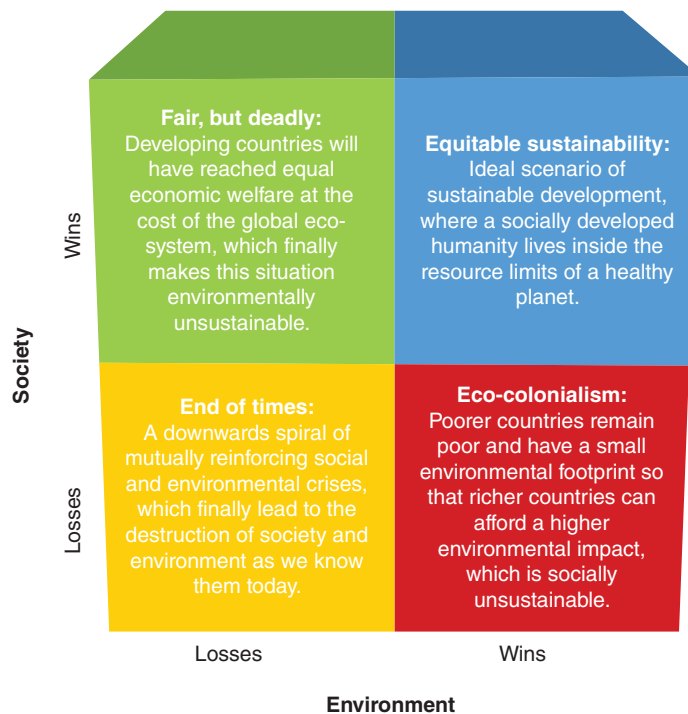 Fair, but deadly:
Developing countries will
have reached equal
economic welfare at the
cost of the global eco-
system, which finally
makes this situation
environmentally
unsustainable.
Equitable sustainability:
Ideal scenario of
sustainable development,
where a socially developed
humanity lives inside the
resource limits of a healthy
planet.
Wins
Society
End of times:
A downwards spiral of
mutually reinforcing social
and environmental crises,
which finally lead to the
destruction of society and
environment as we know
them today.
Eco-colonialism:
Poorer countries remain
poor and have a small
environmental footprint so
that richer countries can
afford a higher
environmental impact,
which is socially
unsustainable.
Losses
Losses
Wins
Environment